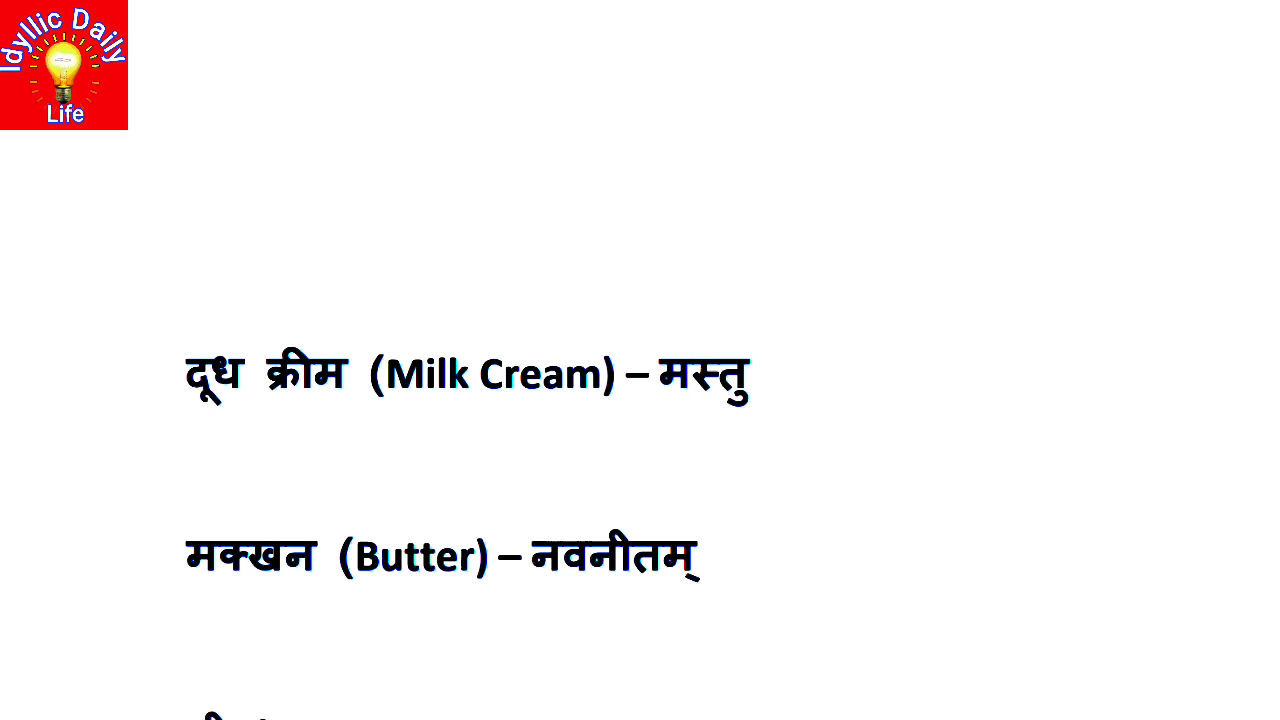 Idyllic Daily
Life
दूध क्रीम (Milk Cream) – मस्तु
मक्खन (Butter) – नवनीतम्